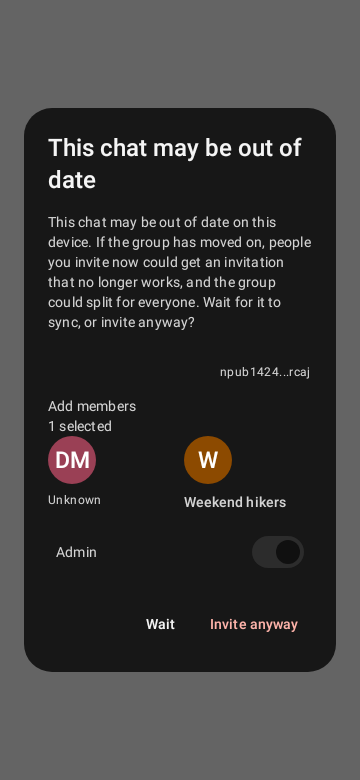 This chat may be out of
date
This chat may be out of date on this
device. If the group has moved on, people
you invite now could get an invitation
that no longer works, and the group
could split for everyone. Wait for it to
sync, or invite anyway?
npub1424...rcaj
Add members
1 selected
DM
W
Unknown
Weekend hikers
Admin
Wait
Invite anyway